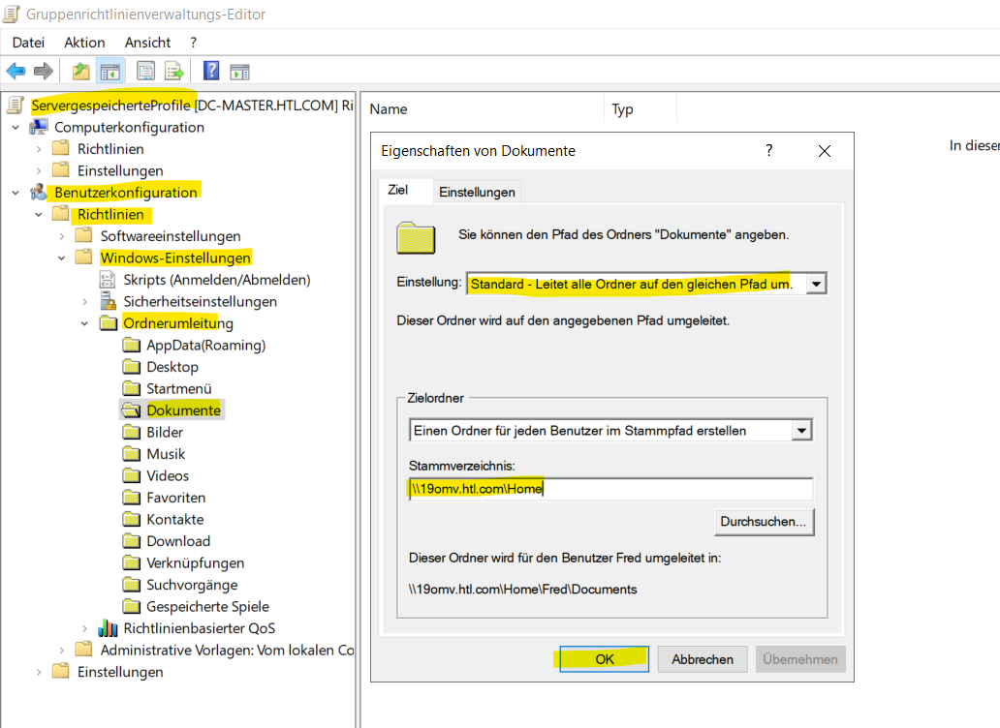 Gruppenrichtlinienverwaltungs-Editor
Datei Aktion Ansicht ?
ServergespeicherteProfile [DC-MASTER.HTL.COM] Ri
Computerkonfiguration
Richtlinien
Einstellungen
Benutzerkonfiguration
Richtlinien
Softwareeinstellungen
Windows-Einstellungen
Skripts (Anmelden/Abmelden)
Sicherheitseinstellungen
Ordnerumleitung
AppData(Roaming)
Desktop
Startmenü
Dokumente
Bilder
Musik
Videos
Favoriten
Kontakte
Download
Verknüpfungen
Suchvorgänge
Gespeicherte Spiele
Richtlinienbasierter QoS
Administrative Vorlagen: Vom lokalen Co
Einstellungen
Name Typ
In dieser
Eigenschaften von Dokumente ?
Ziel Einstellungen
Sie können den Pfad des Ordners "Dokumente" angeben.
Einstellung: Standard - Leitet alle Ordner auf den gleichen Pfad um.
Dieser Ordner wird auf den angegebenen Pfad umgeleitet.
Zielordner
Einen Ordner für jeden Benutzer im Stammpfad erstellen
Stammverzeichnis:
\\19omv.htl.com\Home
Durchsuchen...
Dieser Ordner wird für den Benutzer Fred umgeleitet in:
\\19omv.htl.com\Home\Fred\Documents
OK Abbrechen Übernehmen